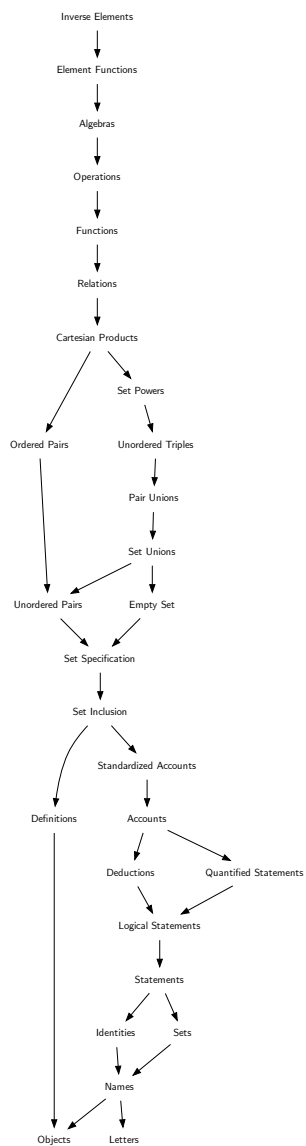 Inverse Elements
Element Functions
Algebras
Operations
Functions
Relations
Cartesian Products
Set Powers
Ordered Pairs
Unordered Triples
Pair Unions
Set Unions
Unordered Pairs
Empty Set
Set Specification
Set Inclusion
Standardized Accounts
Definitions
Accounts
Deductions
Quantified Statements
Logical Statements
Statements
Identities
Sets
Names
Objects
Letters